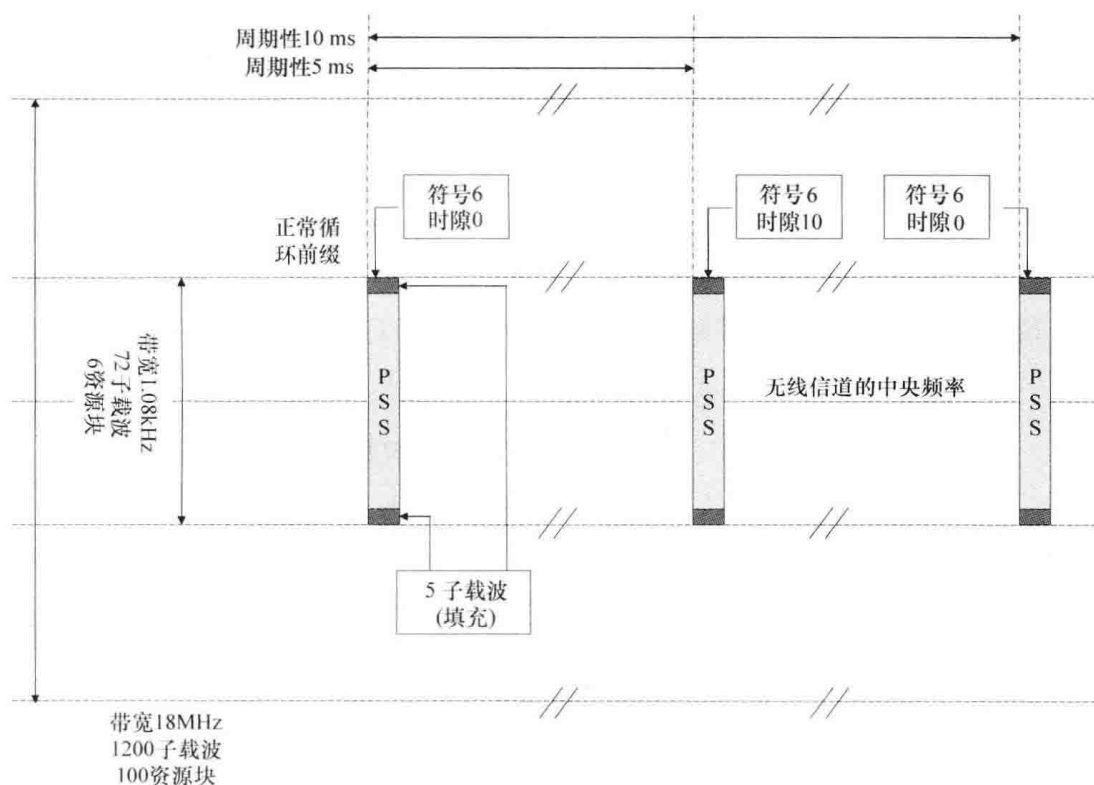 周期性10 ms
周期性5 ms
符号6
时隙0
符号6
时隙10
符号6
时隙0
正常循
环前缀
带宽1.08kHz
72子载波
6资源块
P
S
S
P
S
S
无线信道的中央频率
P
S
S
5 子载波
(填充)
带宽18MHz
1200子载波
100资源块